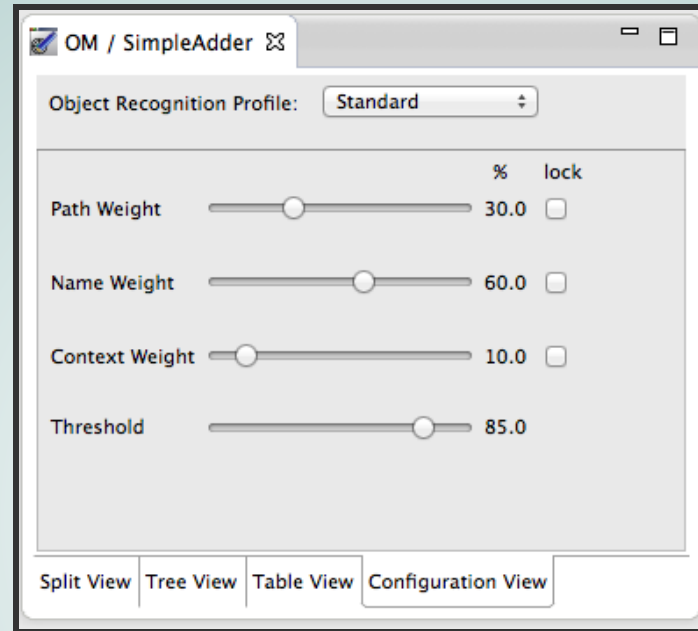 OM / SimpleAdder
Object Recognition Profile: Standard
% lock
Path Weight 30.0
Name Weight 60.0
Context Weight 10.0
Threshold 85.0
Split View Tree View Table View Configuration View